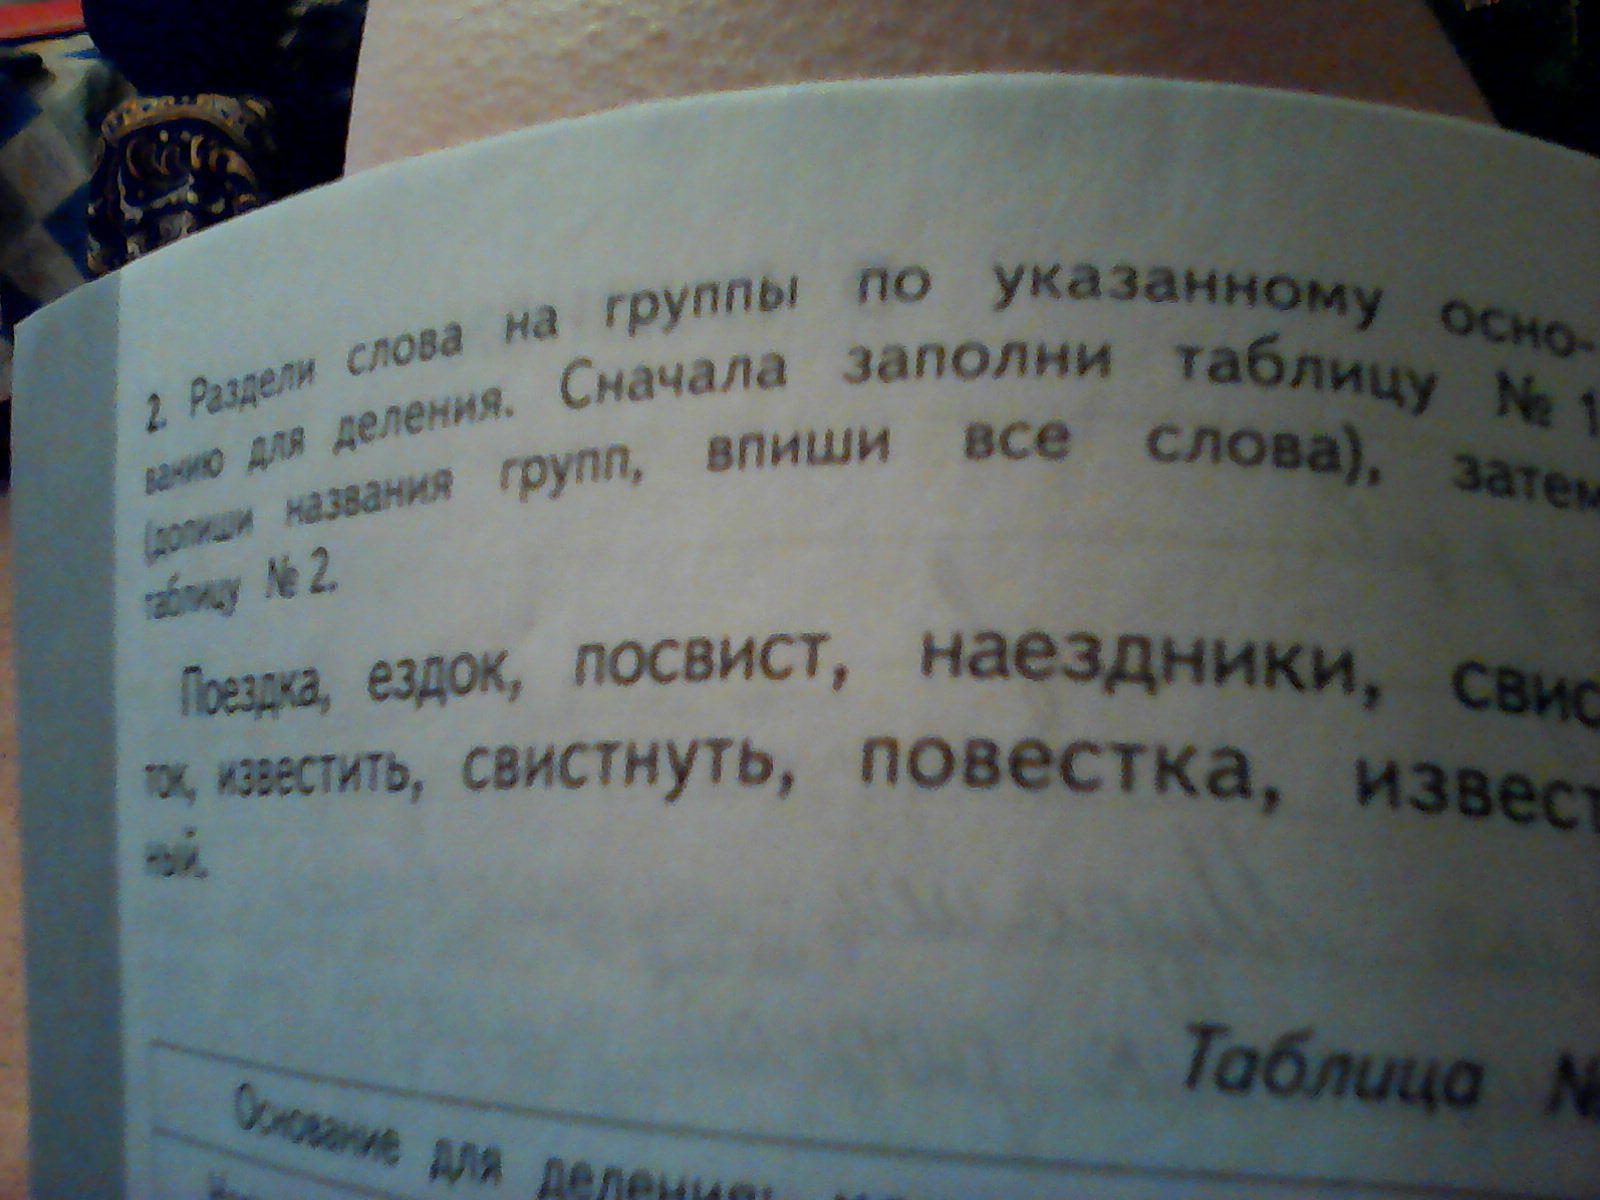 2. Раздели слова на группы по указанному осно-
ванию для деления. Сначала заполни таблицу № 1
(допиши названия групп, впиши все слова), затем
таблицу № 2.
Поездка, ездок, посвист, наездники, свис
ток, известить, свистнуть, повестка, извест
ный.
Таблица №
Основание для деления: